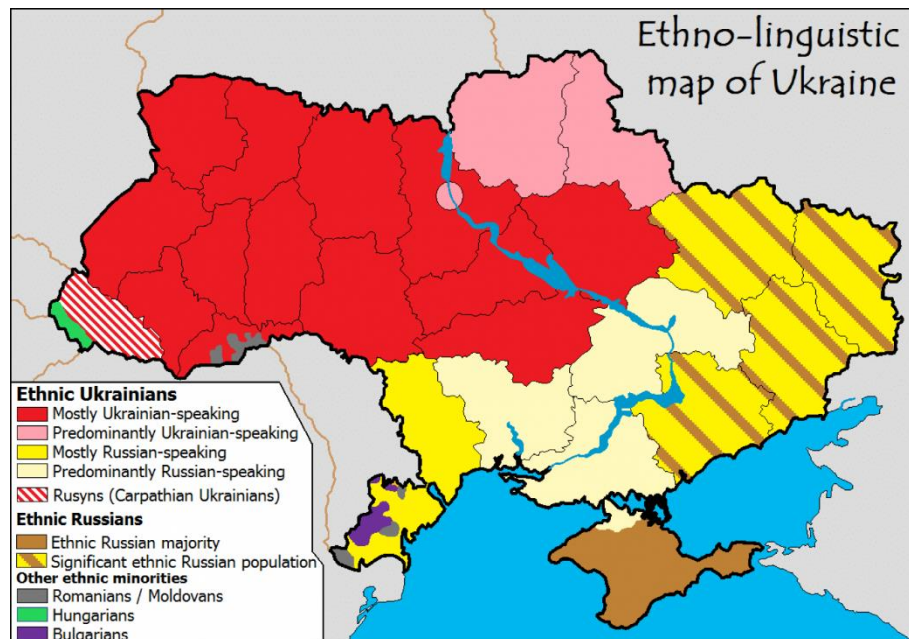 Ethno-linguistic
map of Ukraine
Ethnic Ukrainians
Mostly Ukrainian-speaking
Predominantly Ukrainian-speaking
Mostly Russian-speaking
Predominantly Russian-speaking
Rusyns (Carpathian Ukrainians)
Ethnic Russians
Ethnic Russian majority
Significant ethnic Russian population
Other ethnic minorities
Romanians / Moldovans
Hungarians
Bulgarians